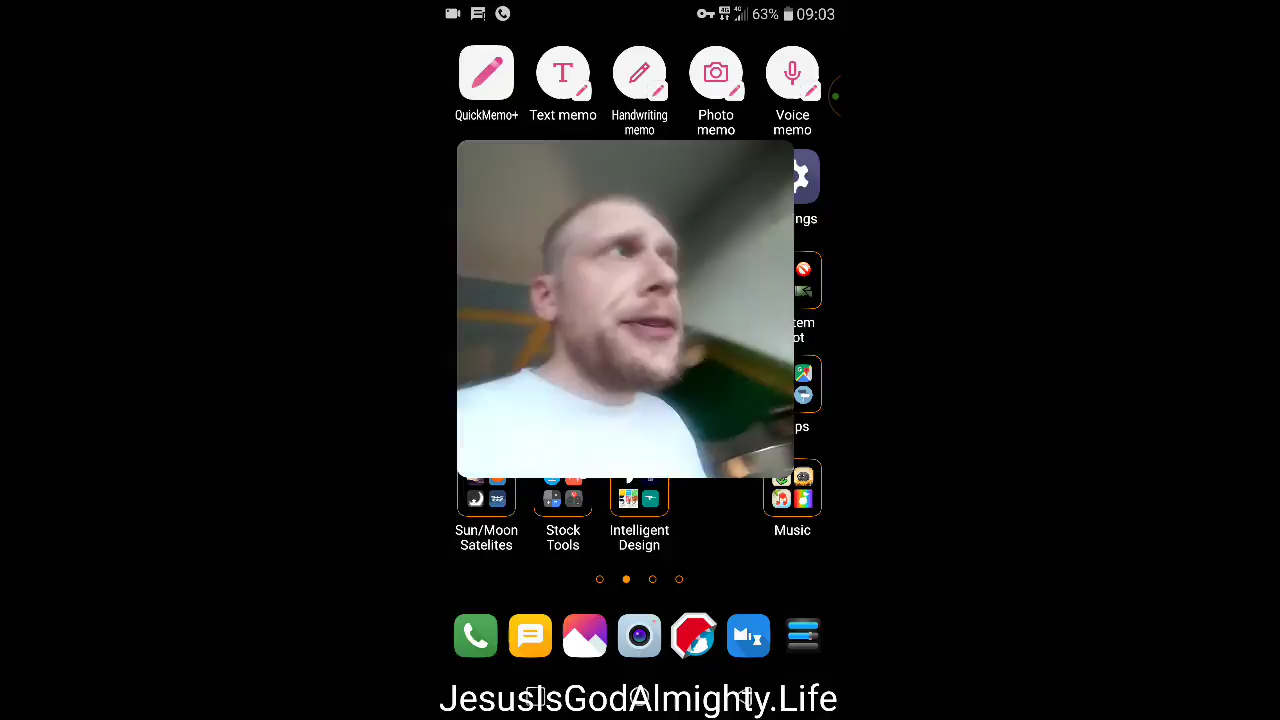 63% 09:03
QuickMemo+ Text memo Handwriting memo Photo memo Voice memo
ngs
tem
ot
ps
Sun/Moon Satelites Stock Tools Intelligent Design Music
JesusIsGodAlmighty.Life